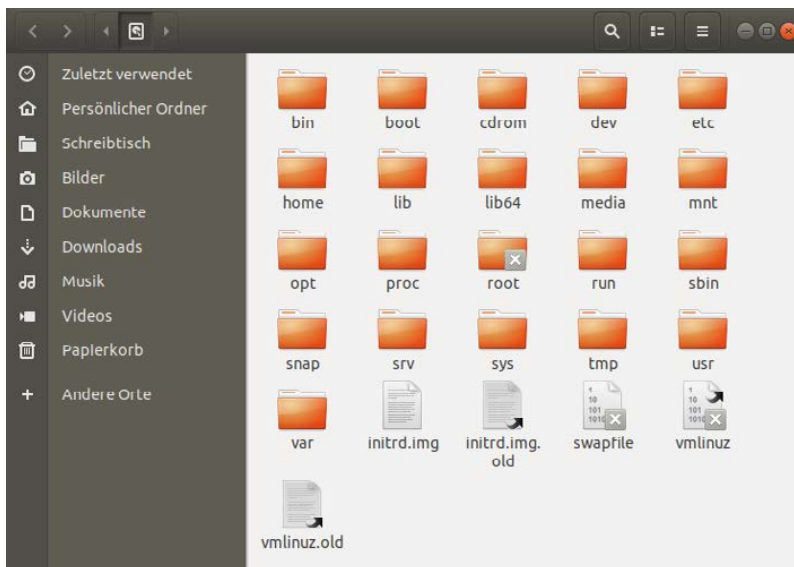 Zuletzt verwendet
Persönlicher Ordner
Schreibtisch
Bilder
Dokumente
Downloads
Musik
Videos
Papierkorb
Andere Orte
bin boot cdrom dev etc
home lib lib64 media mnt
opt proc root run sbin
snap srv sys tmp usr
var initrd.img initrd.img. swapfile vmlinuz
old
vmlinuz.old